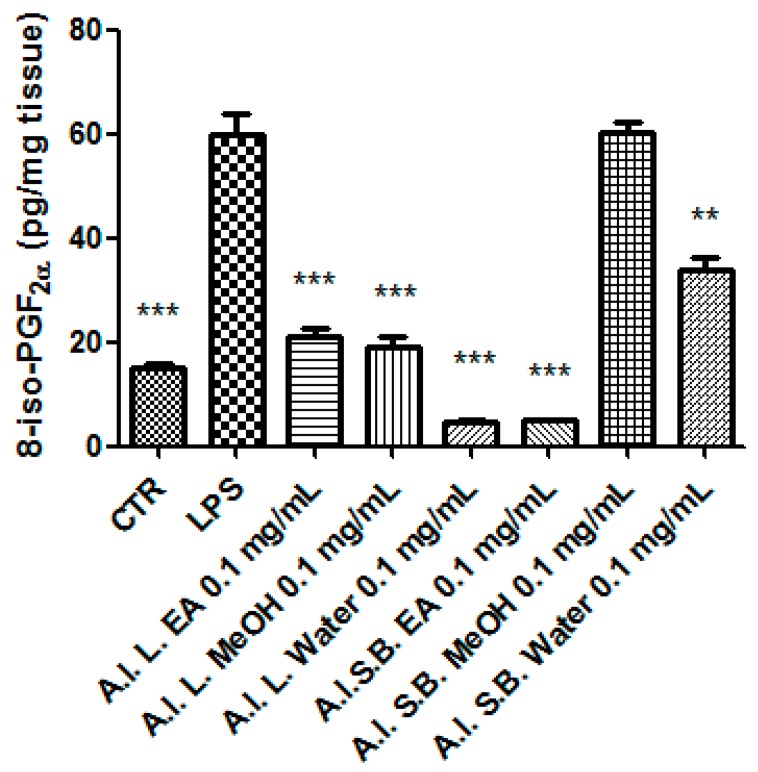 8-iso-PGF2α (pg/mg tissue)
80
60
40
20
0
***
***
***
***
***
**
CTR
LPS
A.I. L. EA 0.1 mg/mL
A.I. L. MeOH 0.1 mg/mL
A.I. L. Water 0.1 mg/mL
A.I.S.B. EA 0.1 mg/mL
A.I. S.B. MeOH 0.1 mg/mL
A.I. S.B. Water 0.1 mg/mL